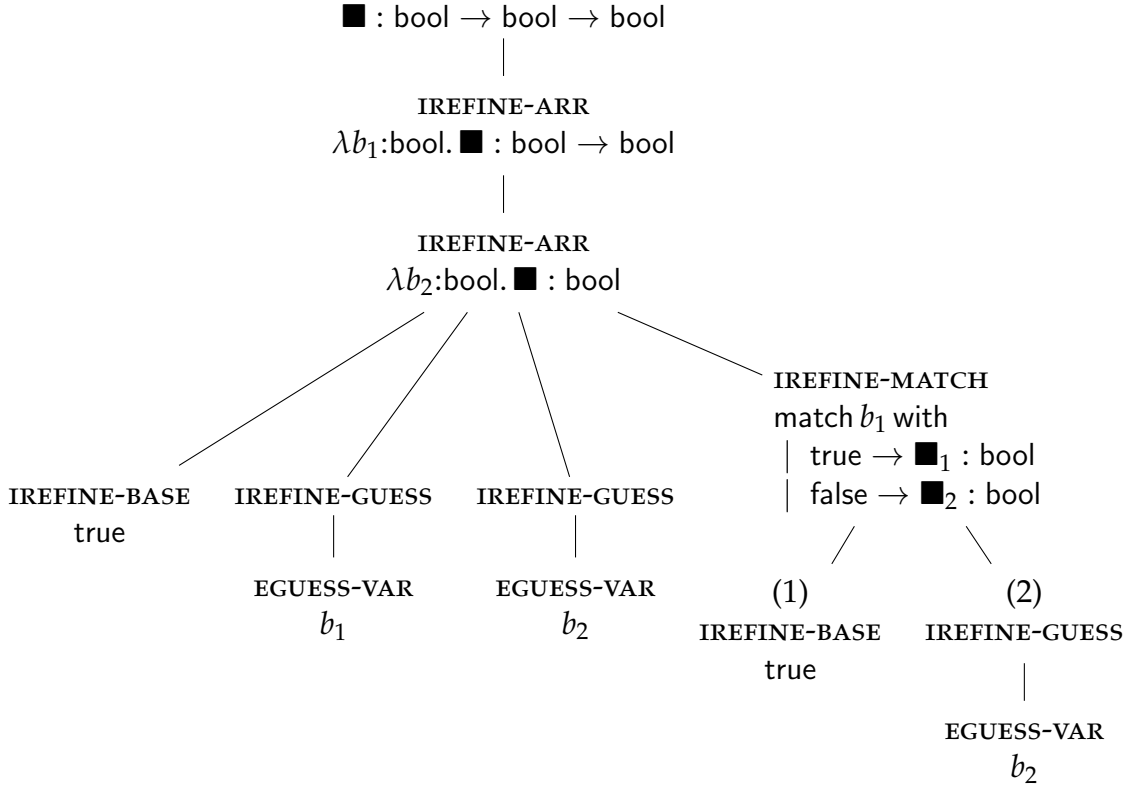 ■ : bool → bool → bool
IREFINE-ARR
λb₁:bool. ■ : bool → bool
IREFINE-ARR
λb₂:bool. ■ : bool
IREFINE-BASE
true
IREFINE-GUESS
EGUESS-VAR
b₁
IREFINE-GUESS
EGUESS-VAR
b₂
IREFINE-MATCH
match b₁ with
| true → ■₁ : bool
| false → ■₂ : bool
(1)
IREFINE-BASE
true
(2)
IREFINE-GUESS
EGUESS-VAR
b₂